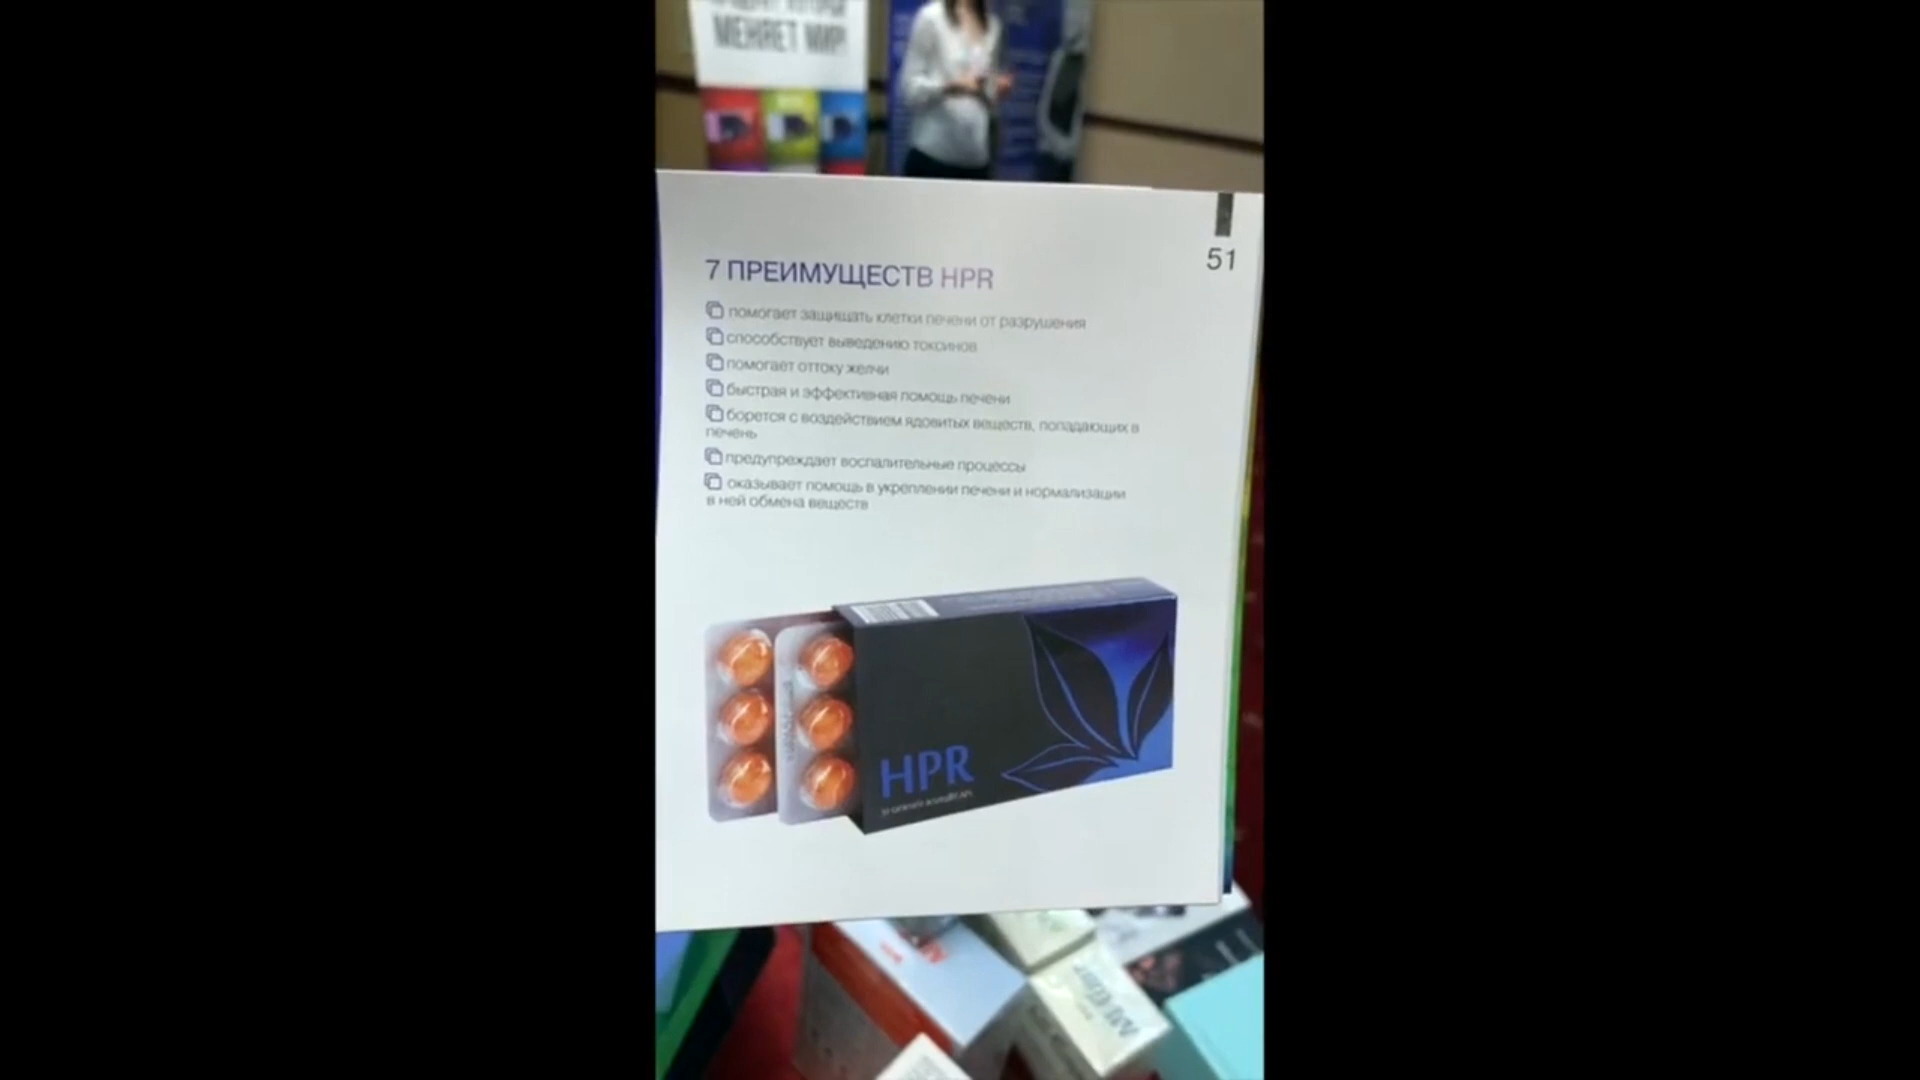 МЕНЯЕТ МИР!
51
7 ПРЕИМУЩЕСТВ HPR
помогает защищать клетки печени от разрушения
способствует выведению токсинов
помогает оттоку желчи
быстрая и эффективная помощь печени
борется с воздействием ядовитых веществ, попадающих в
печень
предупреждает воспалительные процессы
оказывает помощь в укреплении печени и нормализации
в ней обмена веществ
HPR